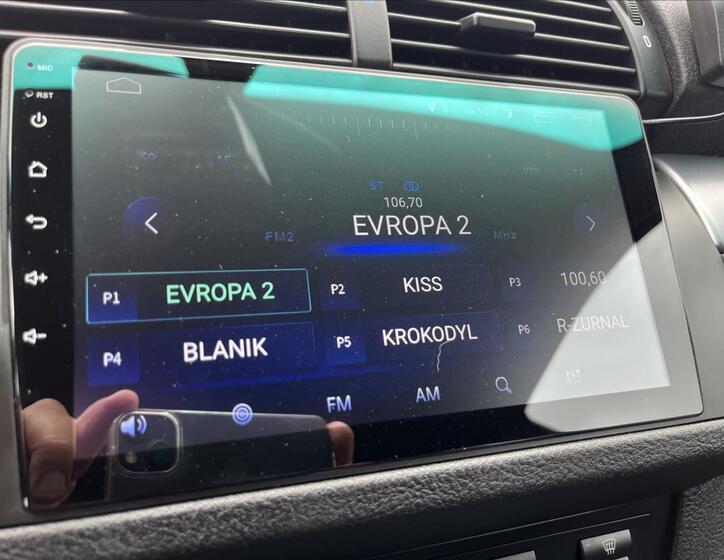 MIC
RST
AF
ST
106,70
EVROPA 2
FM2
MHz
P1 EVROPA 2
P2 KISS
P3 100,60
P4 BLANIK
P5 KROKODYL
P6 R-ZURNAL
FM
AM